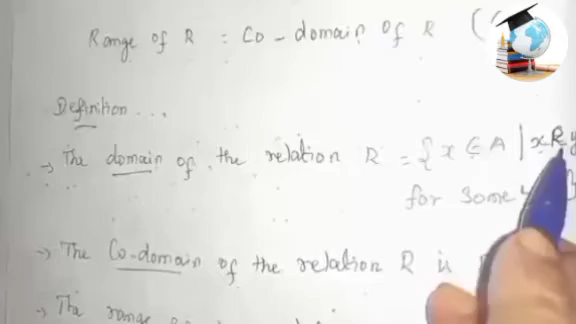 Range of R = Co-domain of R (
Definition...
→ The domain of the relation R = {x ∈ A | xRy
for some
→ The Co-domain of the relation R is
→ The range